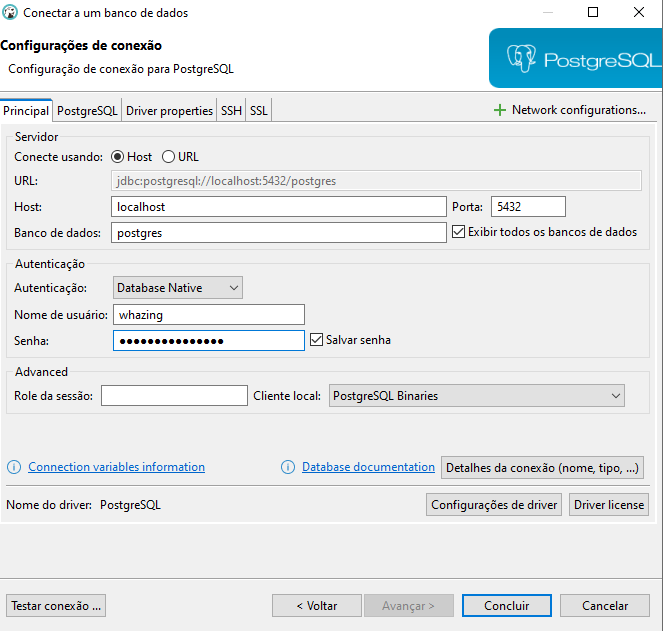 Conectar a um banco de dados
Configurações de conexão
Configuração de conexão para PostgreSQL
PostgreSQL
Principal PostgreSQL Driver properties SSH SSL Network configurations...
Servidor
Conecte usando: Host URL
URL: jdbc:postgresql://localhost:5432/postgres
Host: localhost Porta: 5432
Banco de dados: postgres Exibir todos os bancos de dados
Autenticação
Autenticação: Database Native
Nome de usuário: whazing
Senha: ●●●●●●●●●●●●●●● Salvar senha
Advanced
Role da sessão: Cliente local: PostgreSQL Binaries
Connection variables information Database documentation Detalhes da conexão (nome, tipo, ...)
Nome do driver: PostgreSQL Configurações de driver Driver license
Testar conexão ... < Voltar Avançar > Concluir Cancelar